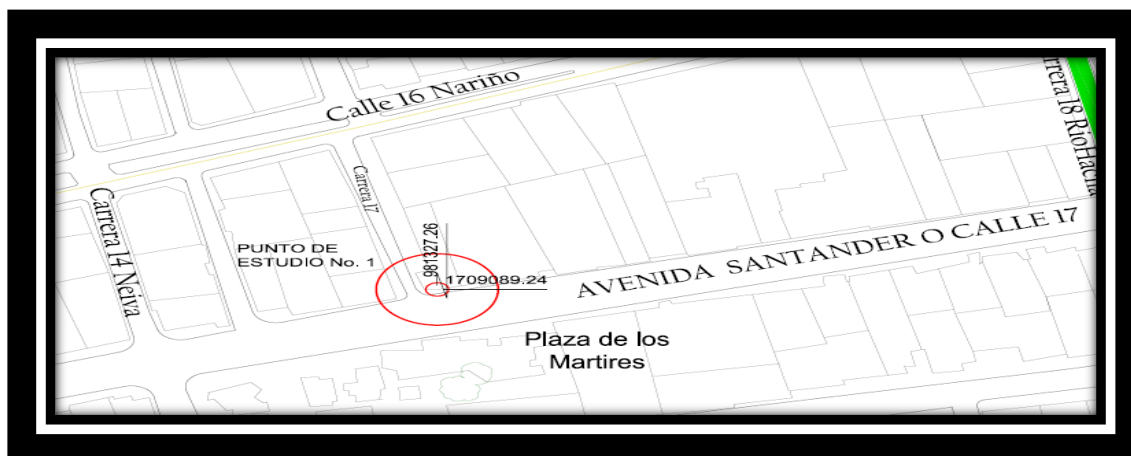 Calle 16 Nariño
Carrera 18 RioHacha
Carrera 17
Carrera 14 Neiva
PUNTO DE
ESTUDIO No. 1
981327.26
1709089.24
AVENIDA SANTANDER O CALLE 17
Plaza de los
Martires